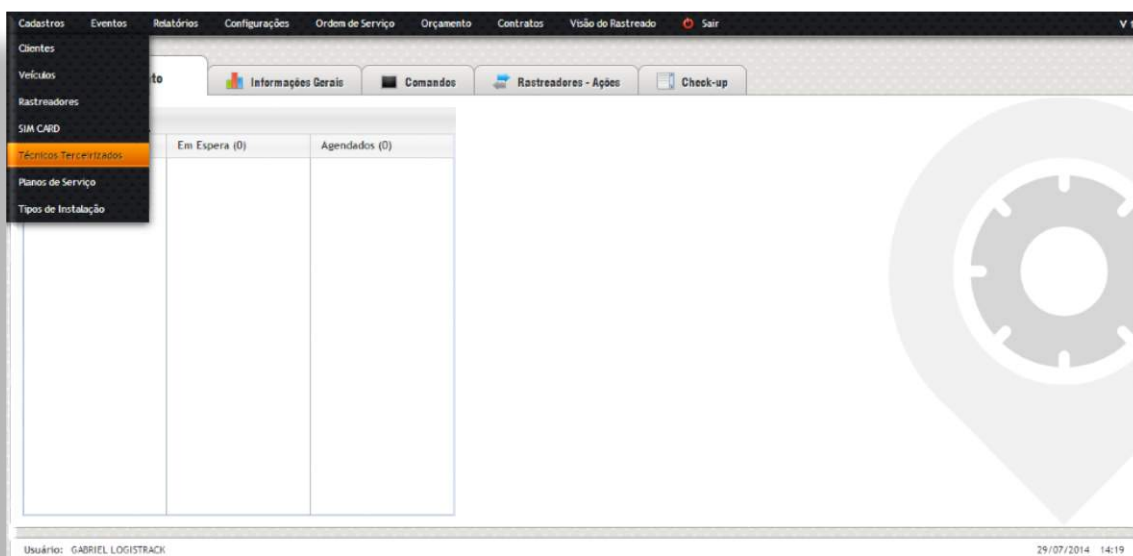 Cadastros Eventos Relatórios Configurações Ordem de Serviço Orçamento Contratos Visão do Rastreado Sair V
Clientes
Veículos
Rastreadores
SIM CARD
Técnicos Terceirizados
Planos de Serviço
Tipos de Instalação
to Informações Gerais Comandos Rastreadores - Ações Check-up
Em Espera (0) Agendados (0)
Usuário: GABRIEL LOGISTRACK 29/07/2014 14:19